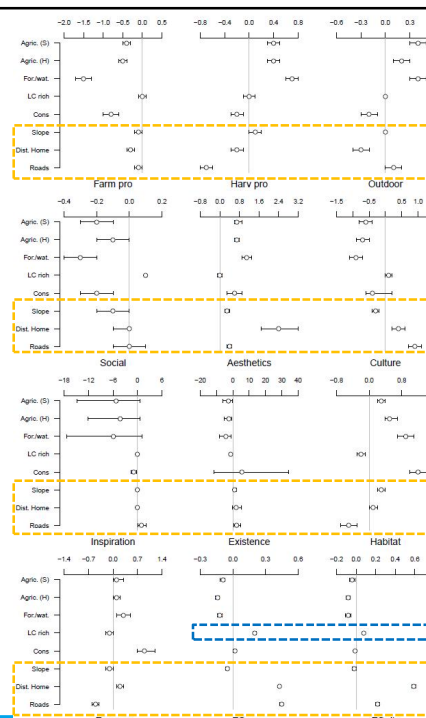 −2.0 −1.5 −1.0 −0.5 0.0 0.5 −0.8 −0.4 0.0 0.4 0.8 −0.6 −0.3 0.0 0.3
Agric. (S)
Agric. (H)
For./wat.
LC rich
Cons
Slope
Dist. Home
Roads
Farm pro Harv pro Outdoor
−0.4 −0.2 0.0 0.2 −0.8 0.0 0.8 1.6 2.4 3.2 −1.5 −0.5 0.5 1.0
Agric. (S)
Agric. (H)
For./wat.
LC rich
Cons
Slope
Dist. Home
Roads
Social Aesthetics Culture
−18 −12 −6 0 6 −20 0 10 20 30 40 −0.8 0.0 0.8
Agric. (S)
Agric. (H)
For./wat.
LC rich
Cons
Slope
Dist. Home
Roads
Inspiration Existence Habitat
−1.4 −0.7 0.0 0.7 1.4 −0.3 0.0 0.3 0.6 −0.2 0.0 0.2 0.4 0.6
Agric. (S)
Agric. (H)
For./wat.
LC rich
Cons
Slope
Dist. Home
Roads